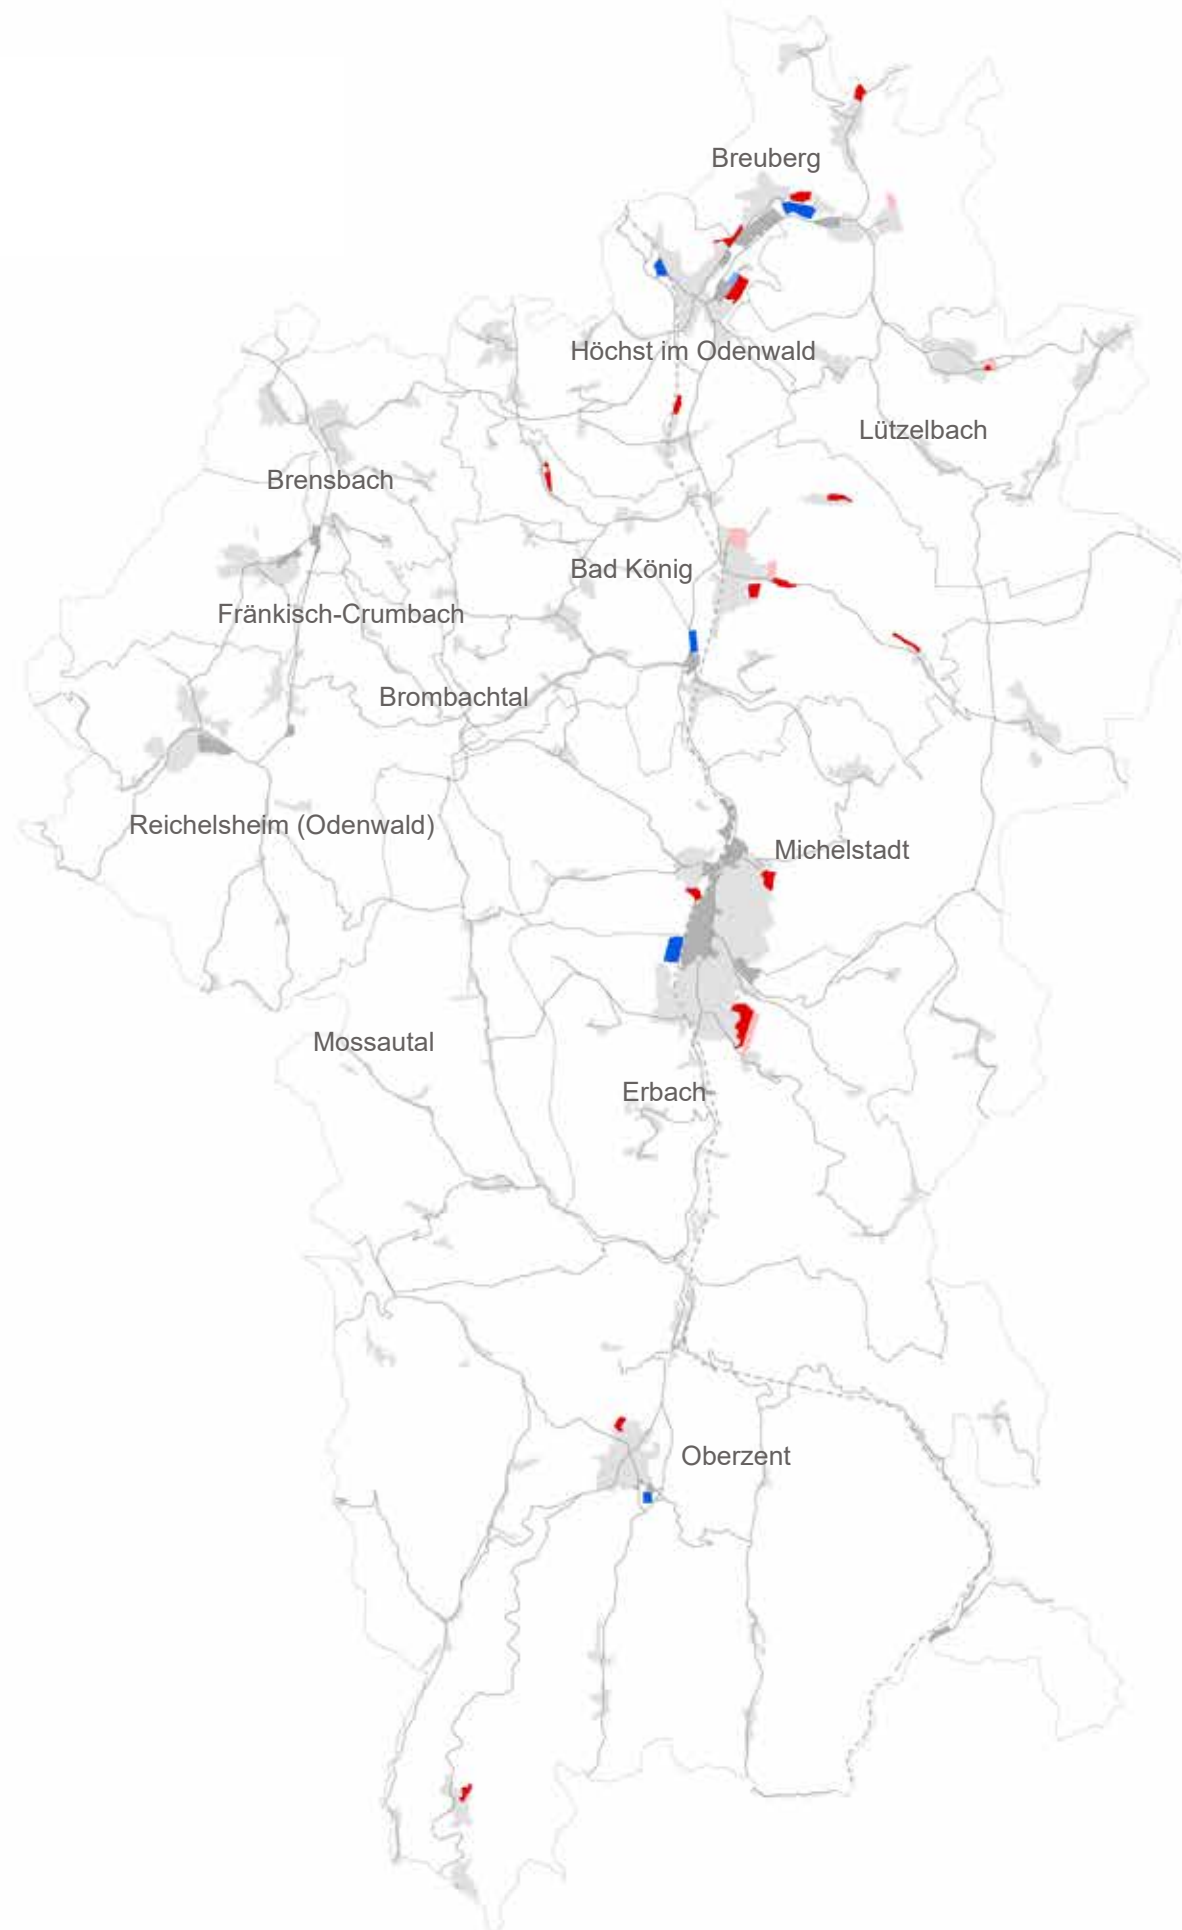 Breuberg
Höchst im Odenwald
Lützelbach
Brensbach
Bad König
Fränkisch-Crumbach
Brombachtal
Reichelsheim (Odenwald)
Michelstadt
Mossautal
Erbach
Oberzent